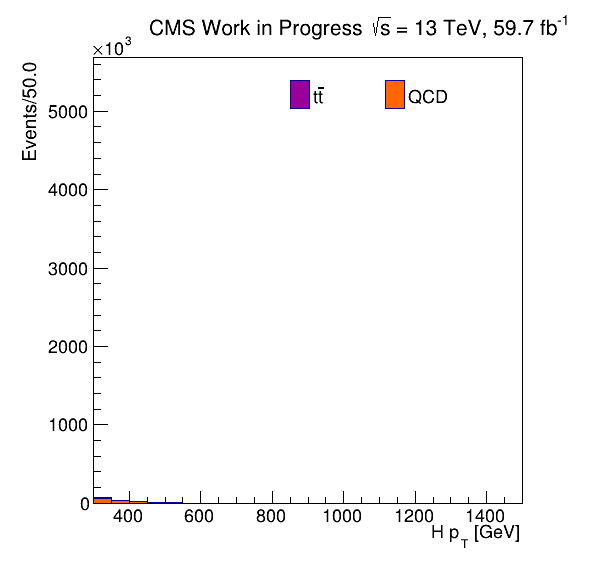 CMS Work in Progress √s = 13 TeV, 59.7 fb⁻¹
×10³
Events/50.0
tt̄
QCD
5000
4000
3000
2000
1000
0
400 600 800 1000 1200 1400
H p_T [GeV]